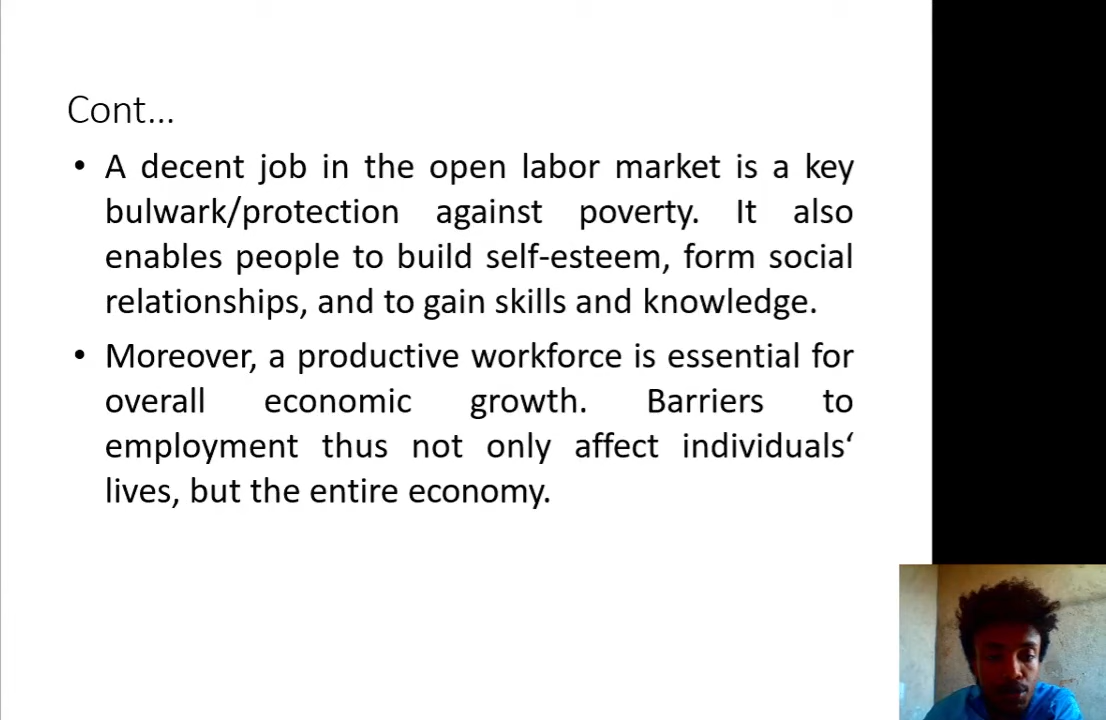 Cont...
• A decent job in the open labor market is a key
bulwark/protection against poverty. It also
enables people to build self-esteem, form social
relationships, and to gain skills and knowledge.
• Moreover, a productive workforce is essential for
overall economic growth. Barriers to
employment thus not only affect individuals‘
lives, but the entire economy.